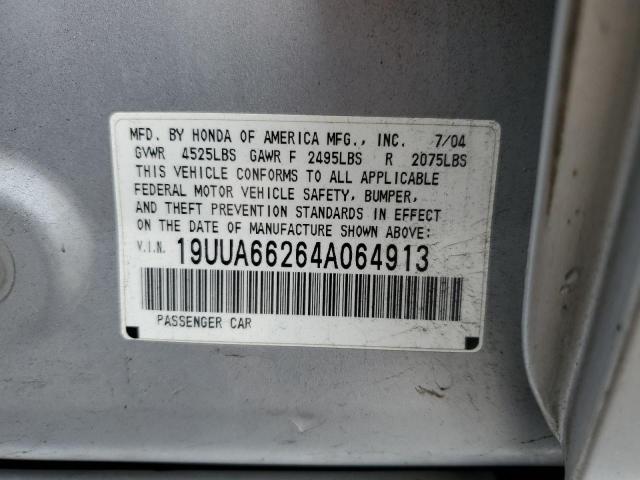 MFD. BY HONDA OF AMERICA MFG., INC. 7/04
GVWR 4525LBS GAWR F 2495LBS R 2075LBS
THIS VEHICLE CONFORMS TO ALL APPLICABLE
FEDERAL MOTOR VEHICLE SAFETY, BUMPER,
AND THEFT PREVENTION STANDARDS IN EFFECT
ON THE DATE OF MANUFACTURE SHOWN ABOVE:
V.I.N. 19UUA66264A064913
PASSENGER CAR